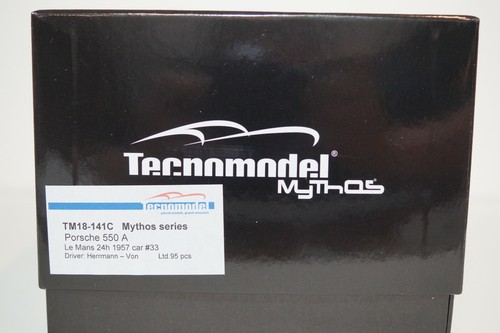 Tecnomodel®
MyThos
Tecnomodel
TM18-141C Mythos series
Porsche 550 A
Le Mans 24h 1957 car #33
Driver: Herrmann – Von Ltd.95 pcs